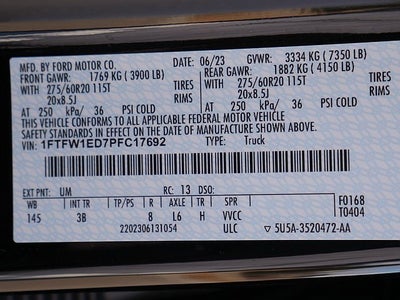 MFD. BY FORD MOTOR CO. 06/23 GVWR: 3334 KG (7350 LB)
FRONT GAWR: 1769 KG (3900 LB) REAR GAWR: 1882 KG (4150 LB)
WITH TIRES WITH TIRES
275/60R20 115T RIMS 275/60R20 115T RIMS
20x8.5J 20x8.5J
AT 250 kPa/ 36 PSI COLD AT 250 kPa/ 36 PSI COLD
THIS VEHICLE CONFORMS TO ALL APPLICABLE FEDERAL MOTOR VEHICLE
SAFETY AND THEFT PREVENTION STANDARDS IN EFFECT ON THE DATE OF MANUFACTURE SHOWN ABOVE.
VIN: 1FTFW1ED7PFC17692 TYPE: Truck
EXT PNT: UM RC: 13 DSO:
WB INT TR TP/PS R AXLE TR SPR F0168
145 3B 8 L6 H VVCC T0404
2202306131054 ULC ▽ 5U5A-3520472-AA